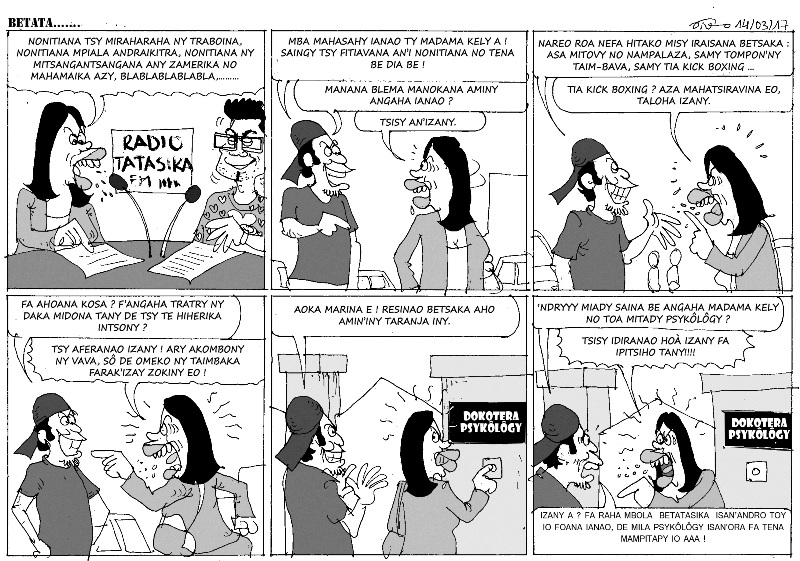 BETATA......
14/03/17
NONITIANA TSY MIRAHARAHA NY TRABOINA,
NONITIANA MPIALA ANDRAIKITRA, NONITIANA NY
MITSANGANTSANGANA ANY ZAMERIKA NO
MAHAMAIKA AZY, BLABLABLABLABLA,.........
RADIO
TATASIKA
FM
MBA MAHASAHY IANAO TY MADAMA KELY A !
SAINGY TSY FITIAVANA AN'I NONITIANA NO TENA
BE DIA BE !
MANANA BLEMA MANOKANA AMINY
ANGAHA IANAO ?
TSISY AN'IZANY.
NAREO ROA NEFA HITAKO MISY IRAISANA BETSAKA :
ASA MITOVY NO NAMPALAZA, SAMY TOMPON'NY
TAIM-BAVA, SAMY TIA KICK BOXING ...
TIA KICK BOXING ? AZA MAHATSIRAVINA EO,
TALOHA IZANY.
FA AHOANA KOSA ? F'ANGAHA TRATRY NY
DAKA MIDONA TANY DE TSY TE HIHERIKA
INTSONY ?
TSY AFERANAO IZANY ! ARY AKOMBONY
NY VAVA, SÔ DE OMEKO NY TAIMBAKA
FARAK'IZAY ZOKINY EO !
AOKA MARINA E ! RESINAO BETSAKA AHO
AMIN'INY TARANJA INY.
DOKOTERA
PSYKÔLÔGY
'NDRYYY MIADY SAINA BE ANGAHA MADAMA KELY
NO TOA MITADY PSYKÔLÔGY ?
TSISY IDIRANAO HOÀ IZANY FA
IPITSIHO TANY!!!!
DOKOTERA
PSYKÔLÔGY
IZANY A ? FA RAHA MBOLA BETATASIKA ISAN'ANDRO TOY
IO FOANA IANAO, DE MILA PSYKÔLÔGY ISAN'ORA FA TENA
MAMPITAPY IO AAA !